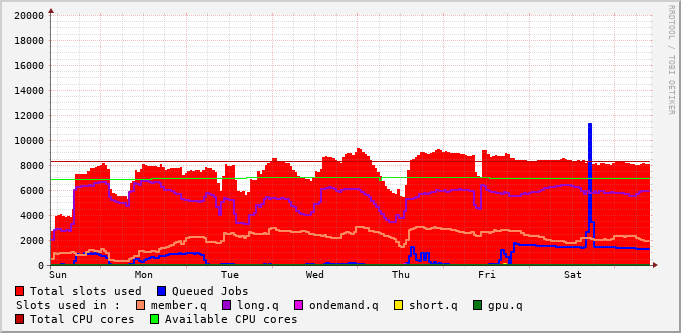 RRDTOOL / TOBI OETIKER
20000
18000
16000
14000
12000
10000
8000
6000
4000
2000
0
Sun Mon Tue Wed Thu Fri Sat
Total slots used Queued Jobs
Slots used in : member.q long.q ondemand.q short.q gpu.q
Total CPU cores Available CPU cores